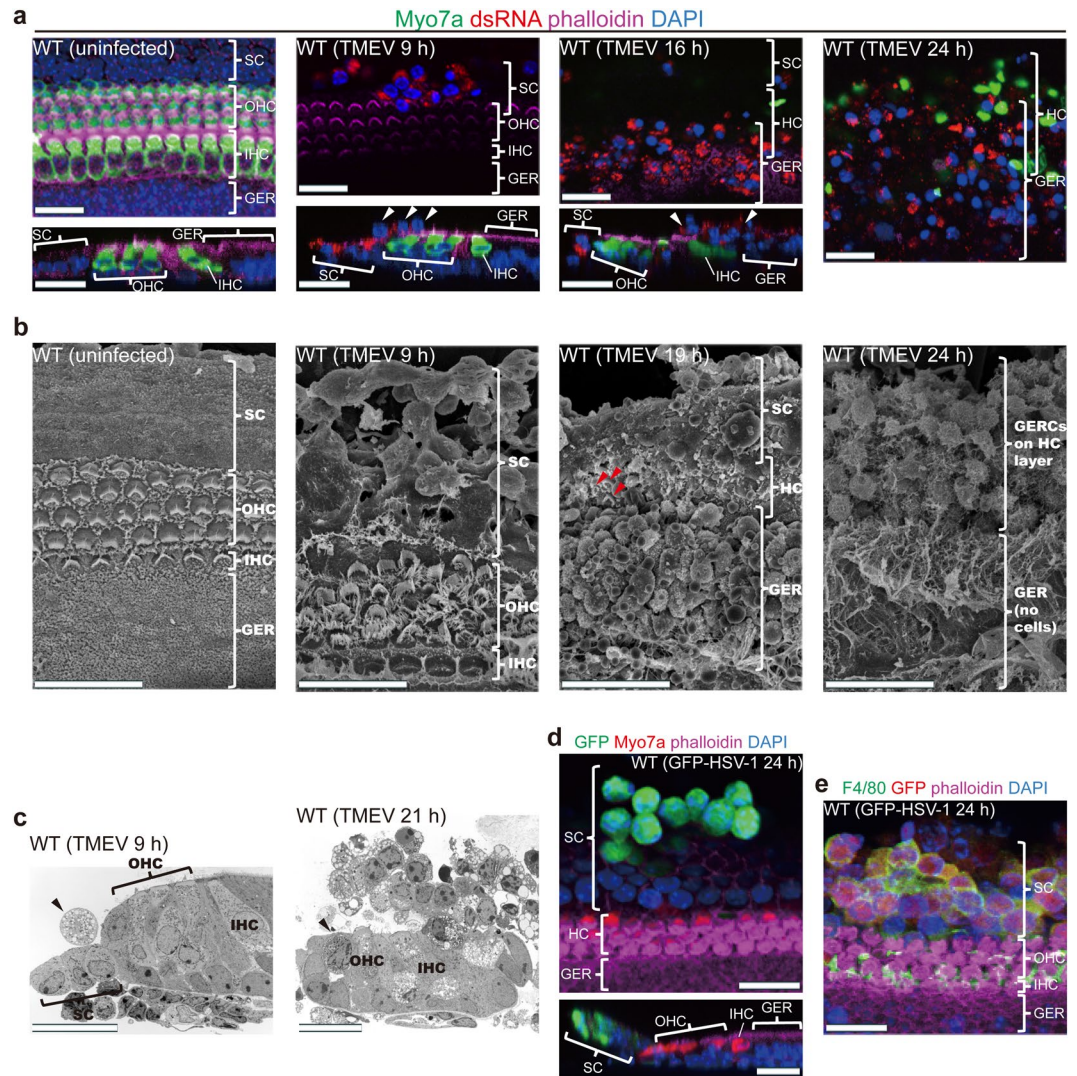 a
Myo7a dsRNA phalloidin DAPI
WT (uninfected)
SC
OHC
IHC
GER
SC
GER
OHC
IHC
WT (TMEV 9 h)
SC
OHC
IHC
GER
GER
SC
OHC
IHC
WT (TMEV 16 h)
SC
HC
GER
SC
OHC
IHC
GER
WT (TMEV 24 h)
HC
GER
b
WT (uninfected)
SC
OHC
IHC
GER
WT (TMEV 9 h)
SC
OHC
IHC
WT (TMEV 19 h)
SC
HC
GER
WT (TMEV 24 h)
GERCs
on HC
layer
GER
(no
cells)
c
WT (TMEV 9 h)
OHC
IHC
SC
WT (TMEV 21 h)
OHC
IHC
d
GFP Myo7a phalloidin DAPI
WT (GFP-HSV-1 24 h)
SC
HC
GER
OHC
IHC
GER
SC
e
F4/80 GFP phalloidin DAPI
WT (GFP-HSV-1 24 h)
SC
OHC
IHC
GER